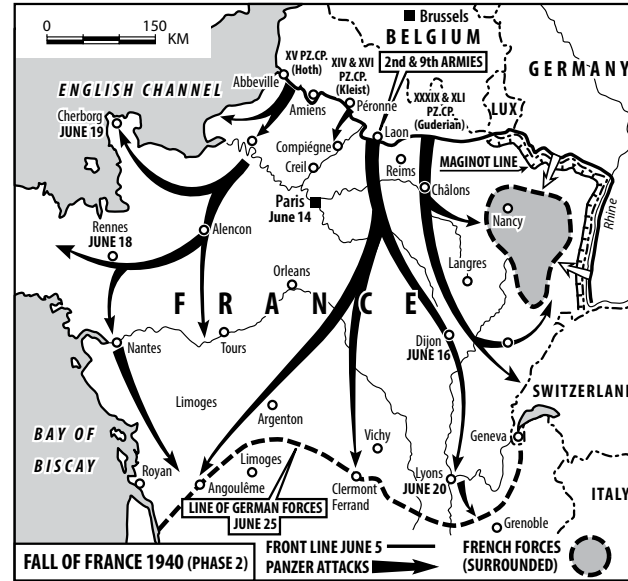 0 150
KM
Brussels
BELGIUM
GERMANY
LUX
2nd & 9th ARMIES
XV PZ.CP.
(Hoth)
XIV & XVI
PZ.CP.
(Kleist)
XXXIX & XLI
PZ.CP.
(Guderian)
ENGLISH CHANNEL
Abbeville
Amiens
Péronne
Laon
Cherborg
JUNE 19
Compiégne
Creil
Reims
MAGINOT LINE
Châlons
Paris
June 14
Nancy
Rhine
Rennes
JUNE 18
Alencon
Langres
Orleans
FRANCE
Nantes
Tours
Dijon
JUNE 16
SWITZERLAND
Limoges
Argenton
Vichy
Geneva
BAY OF
BISCAY
Royan
Limoges
Angoulême
LINE OF GERMAN FORCES
JUNE 25
Clermont
Ferrand
Lyons
JUNE 20
ITALY
Grenoble
FALL OF FRANCE 1940 (PHASE 2)
FRONT LINE JUNE 5
PANZER ATTACKS
FRENCH FORCES
(SURROUNDED)